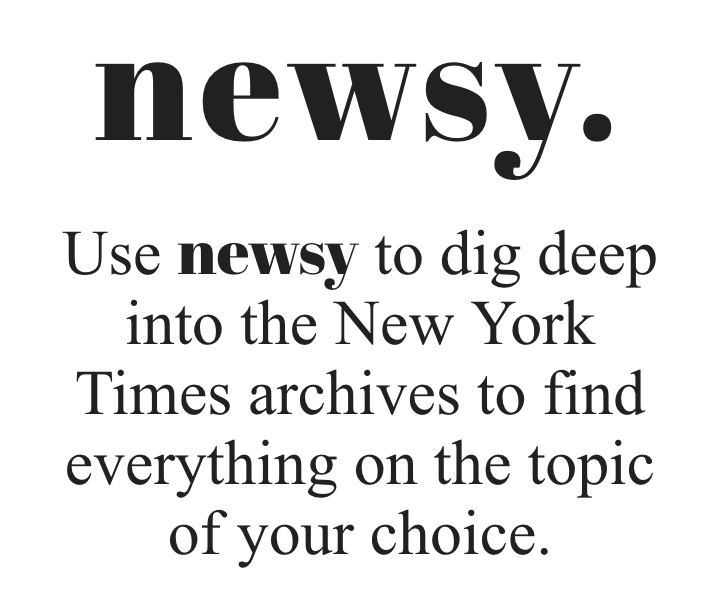 newsy.
Use newsy to dig deep
into the New York
Times archives to find
everything on the topic
of your choice.